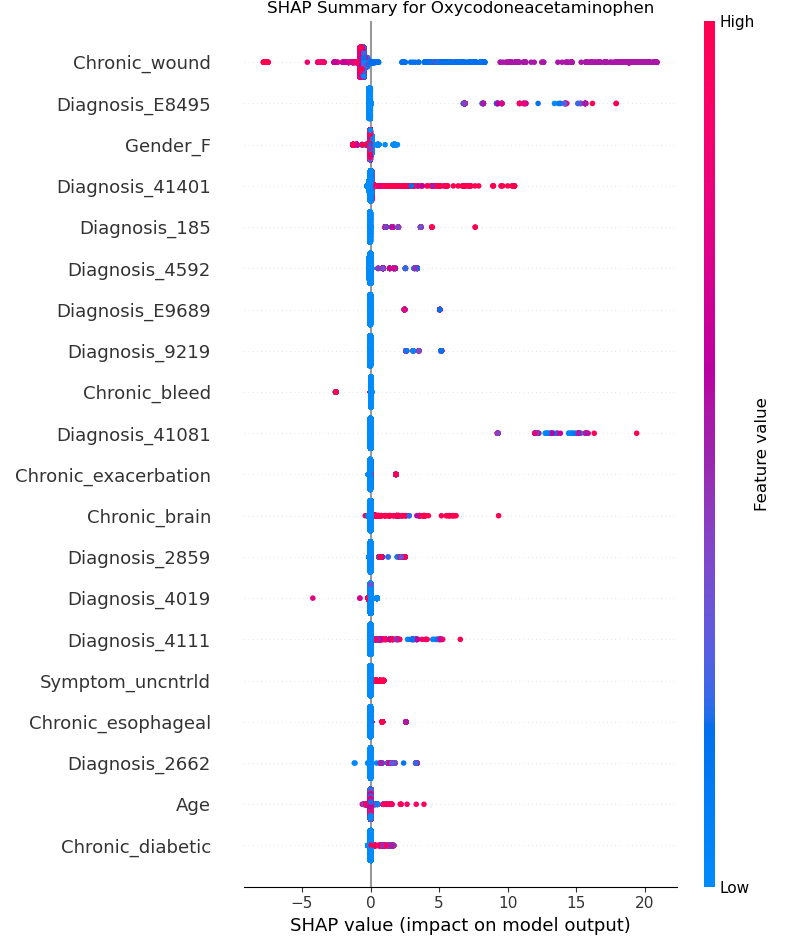 SHAP Summary for Oxycodoneacetaminophen
High
Chronic_wound
Diagnosis_E8495
Gender_F
Diagnosis_41401
Diagnosis_185
Diagnosis_4592
Diagnosis_E9689
Diagnosis_9219
Chronic_bleed
Diagnosis_41081
Chronic_exacerbation
Chronic_brain
Diagnosis_2859
Diagnosis_4019
Diagnosis_4111
Symptom_uncntrld
Chronic_esophageal
Diagnosis_2662
Age
Chronic_diabetic
Feature value
Low
−5 0 5 10 15 20
SHAP value (impact on model output)